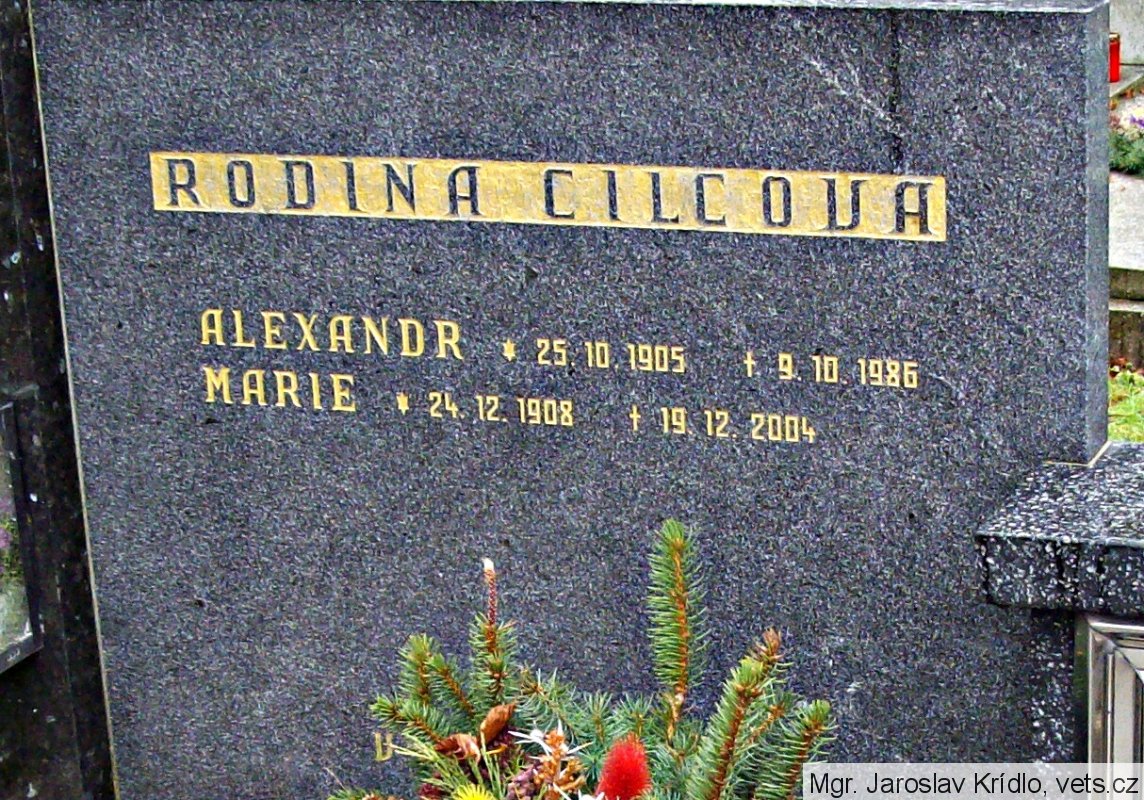 RODINA CILCOVA
ALEXANDR * 25. 10. 1905 † 9. 10. 1986
MARIE * 24. 12. 1908 † 19. 12. 2004
V
Mgr. Jaroslav Krídlo, vets.cz